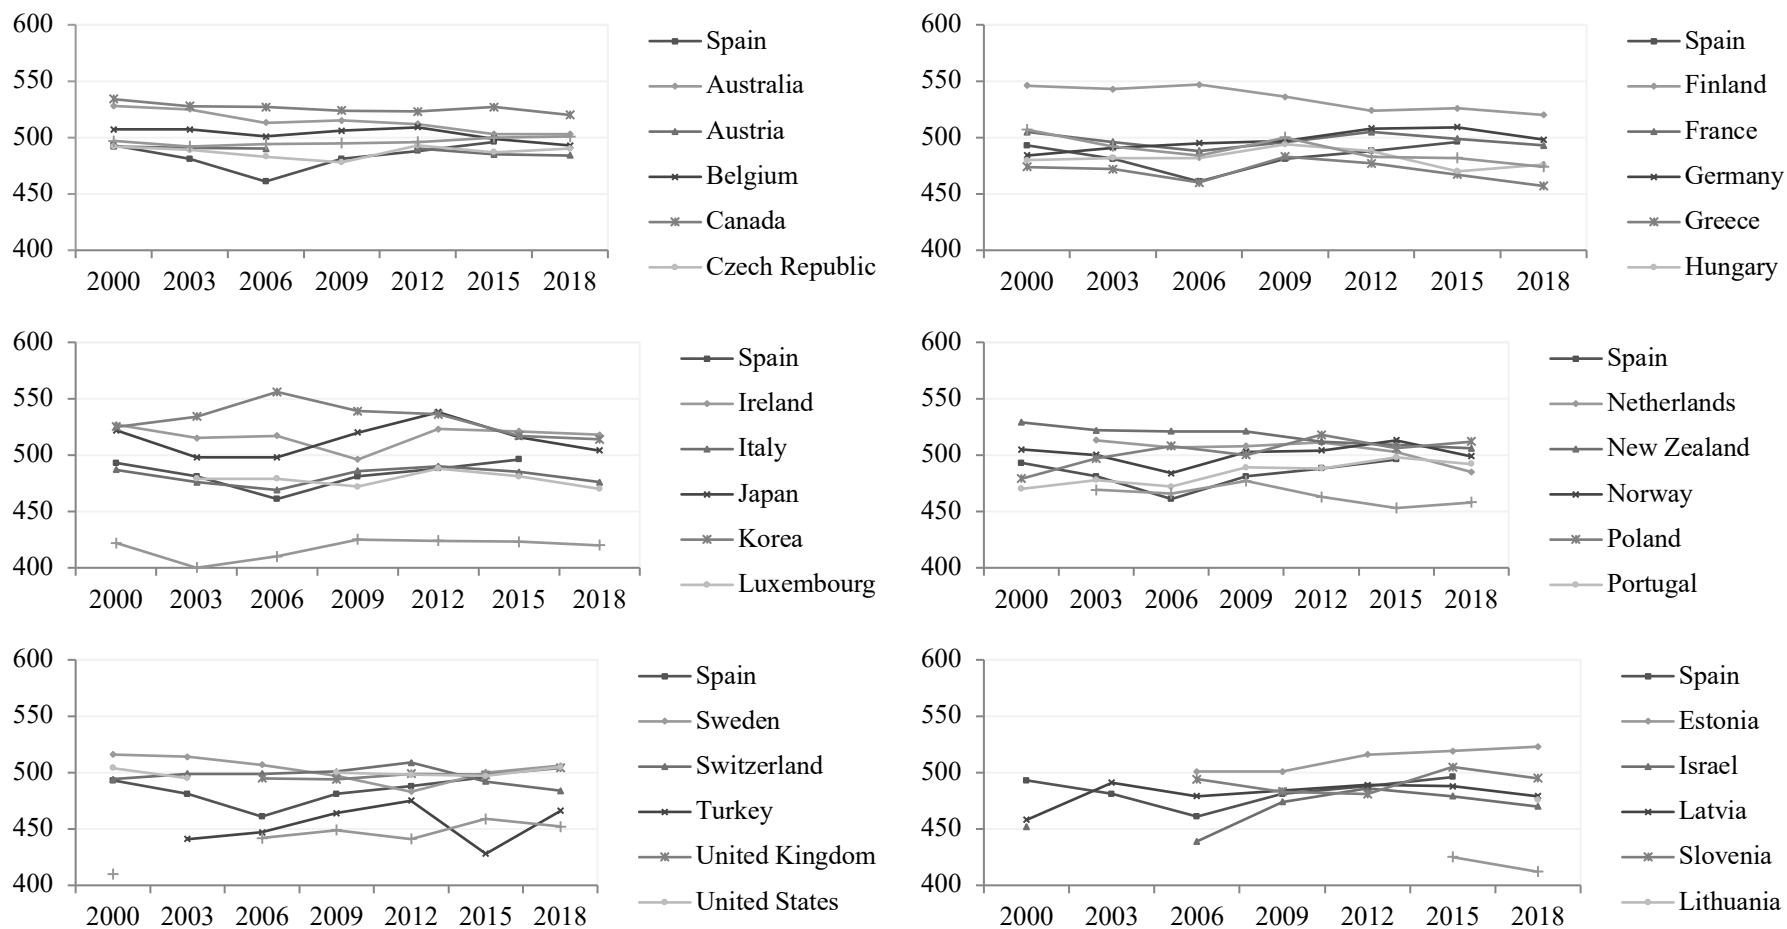 600
550
500
450
400
2000 2003 2006 2009 2012 2015 2018
Spain
Australia
Austria
Belgium
Canada
Czech Republic
600
550
500
450
400
2000 2003 2006 2009 2012 2015 2018
Spain
Finland
France
Germany
Greece
Hungary
600
550
500
450
400
2000 2003 2006 2009 2012 2015 2018
Spain
Ireland
Italy
Japan
Korea
Luxembourg
600
550
500
450
400
2000 2003 2006 2009 2012 2015 2018
Spain
Netherlands
New Zealand
Norway
Poland
Portugal
600
550
500
450
400
2000 2003 2006 2009 2012 2015 2018
Spain
Sweden
Switzerland
Turkey
United Kingdom
United States
600
550
500
450
400
2000 2003 2006 2009 2012 2015 2018
Spain
Estonia
Israel
Latvia
Slovenia
Lithuania